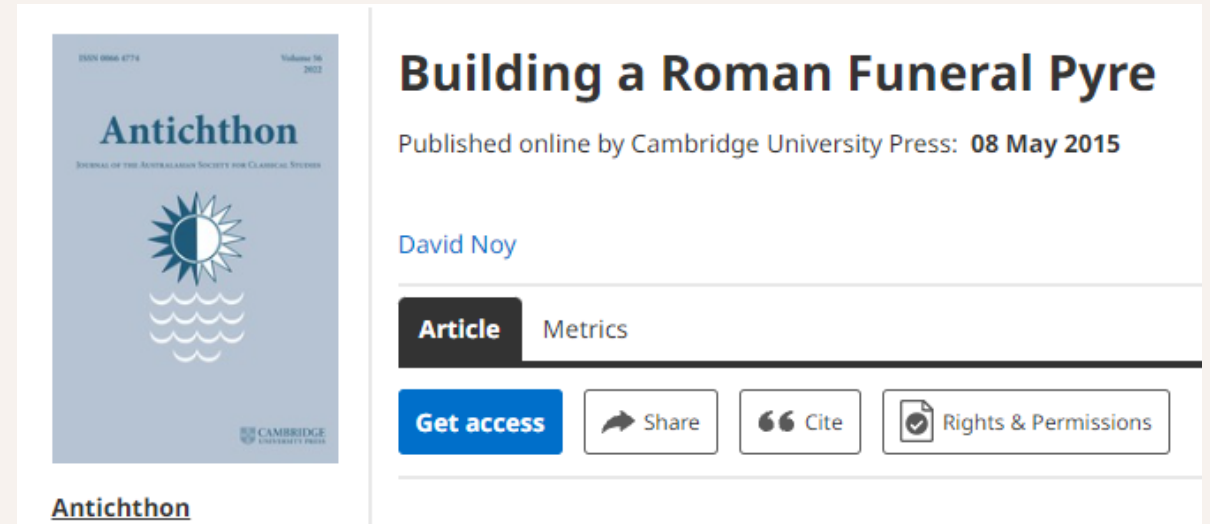 ISSN 0066 4774
Volume 56
2022
Antichthon
JOURNAL OF THE AUSTRALASIAN SOCIETY FOR CLASSICAL STUDIES
CAMBRIDGE
UNIVERSITY PRESS
Antichthon
Building a Roman Funeral Pyre
Published online by Cambridge University Press: 08 May 2015
David Noy
Article Metrics
Get access Share Cite Rights & Permissions